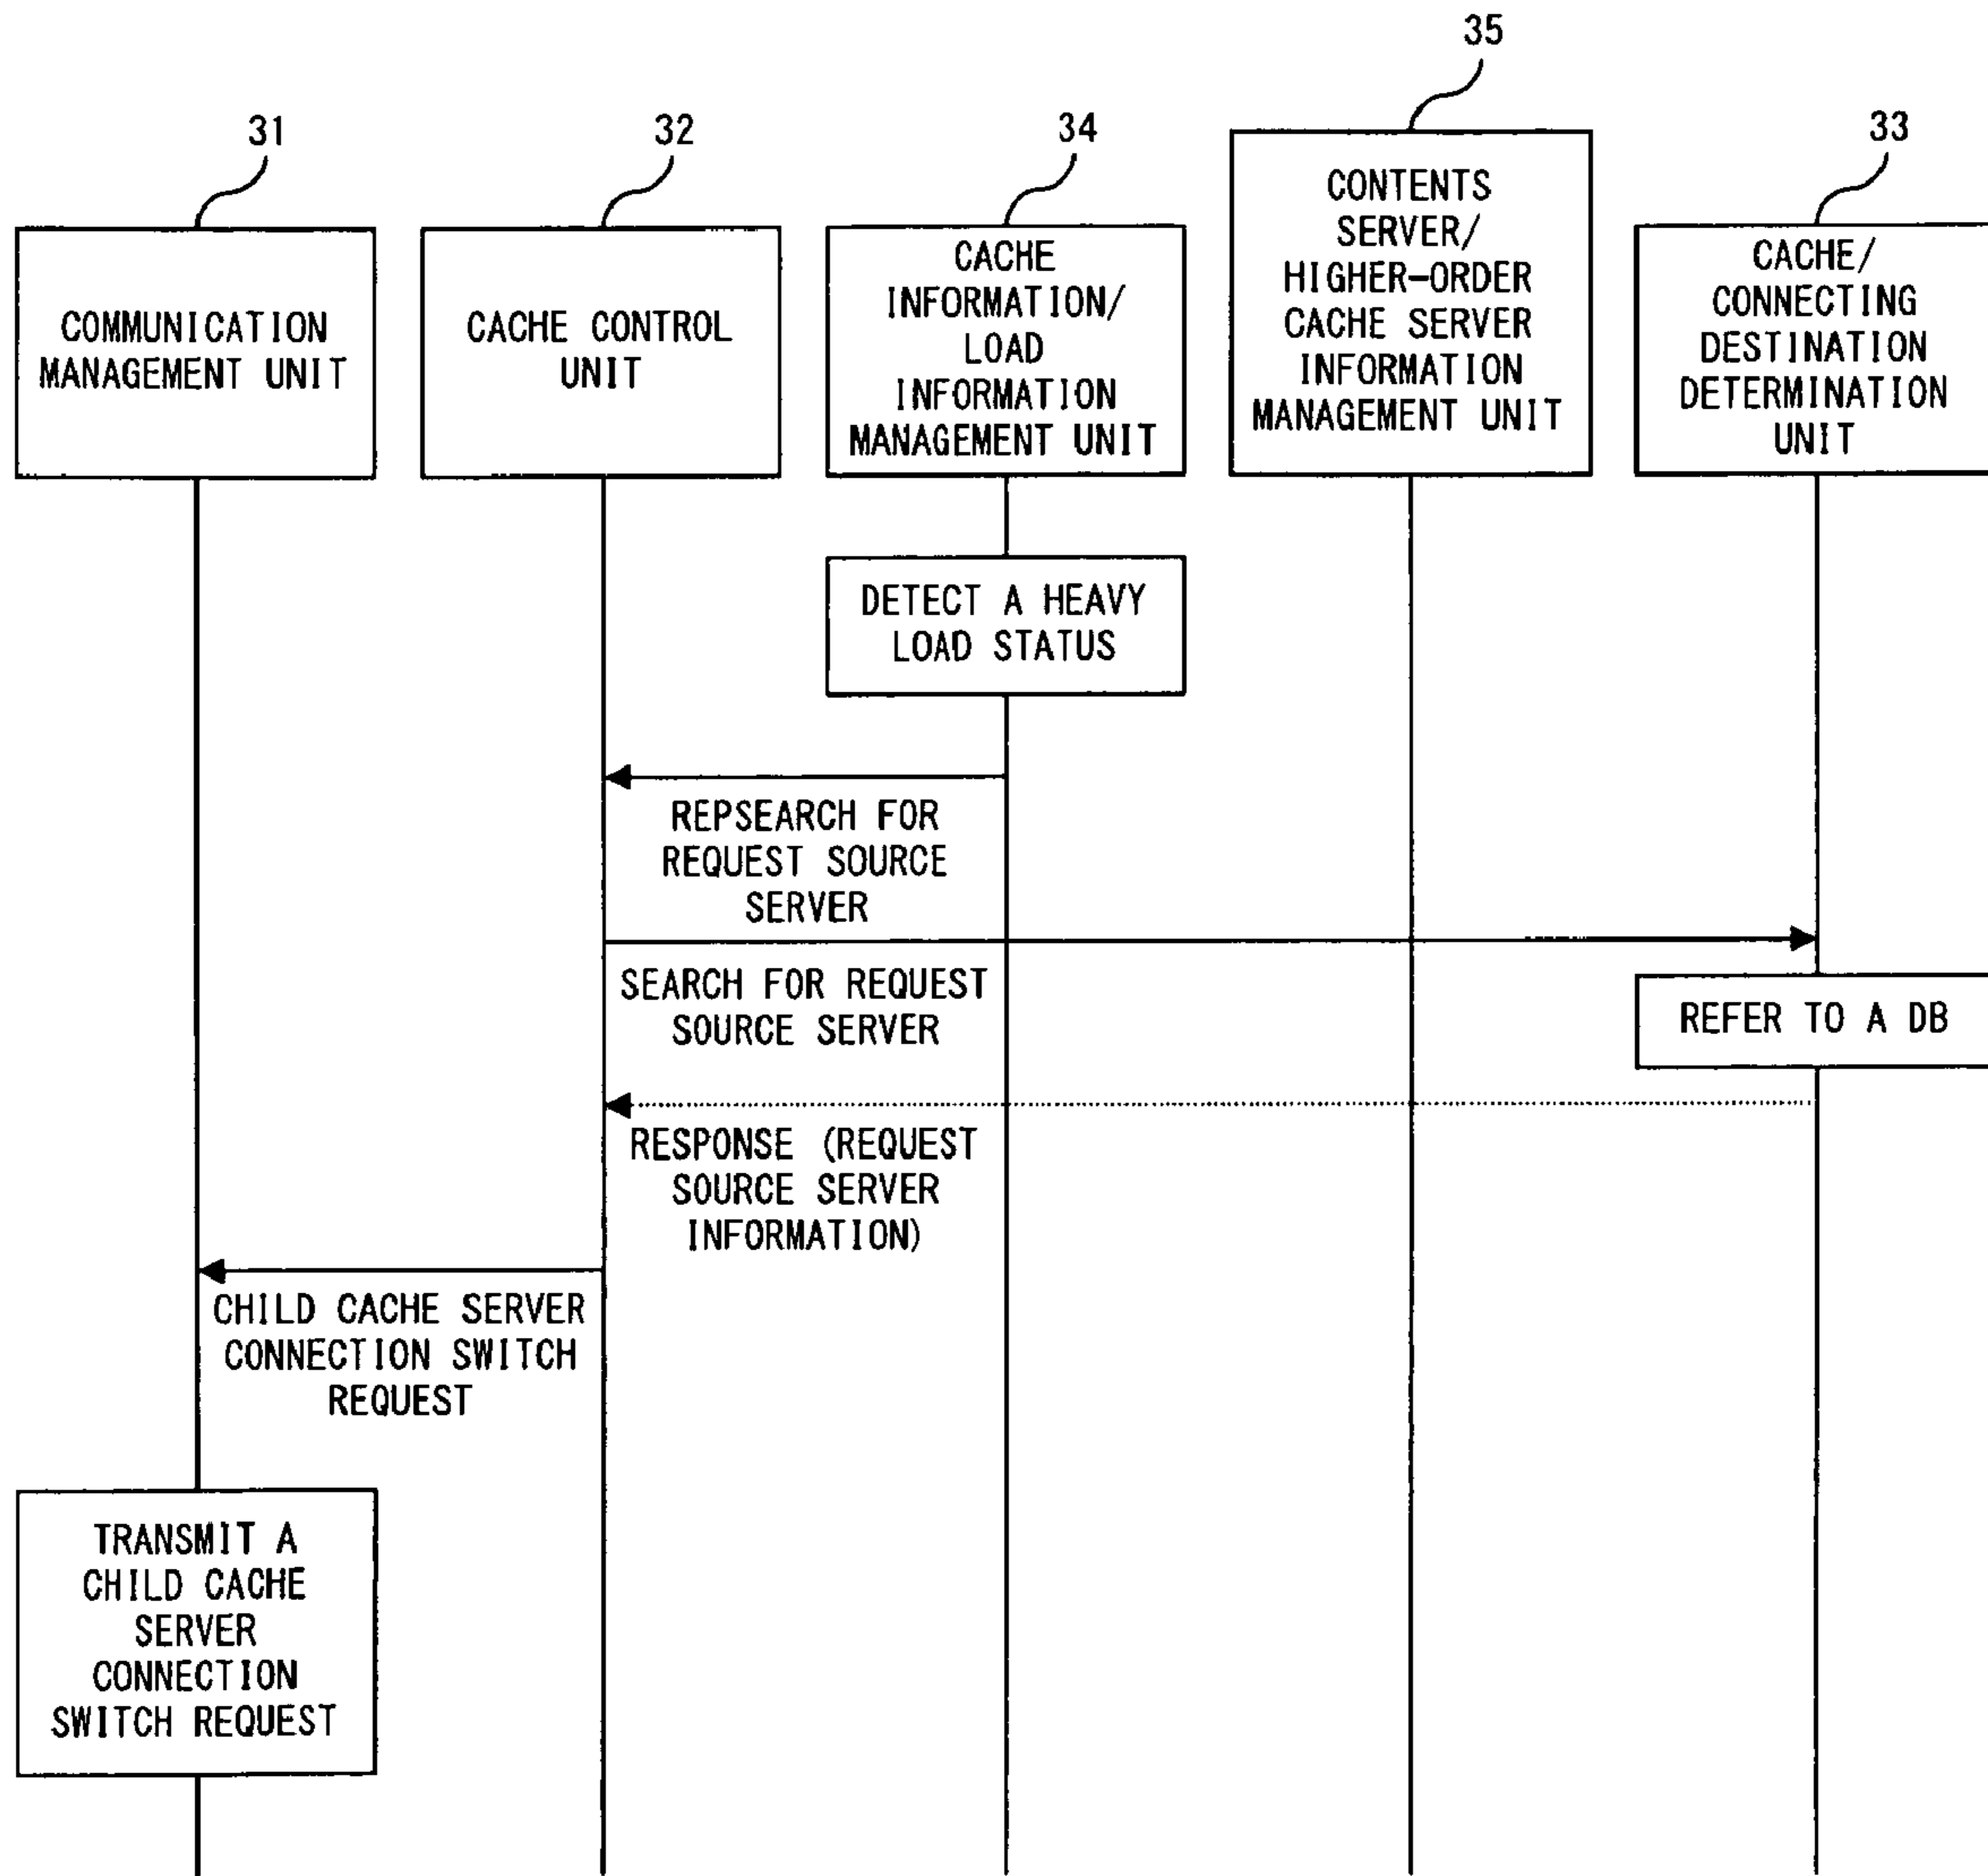 35
31
32
34
33
COMMUNICATION
MANAGEMENT UNIT
CACHE CONTROL
UNIT
CACHE
INFORMATION/
LOAD
INFORMATION
MANAGEMENT UNIT
CONTENTS
SERVER/
HIGHER-ORDER
CACHE SERVER
INFORMATION
MANAGEMENT UNIT
CACHE/
CONNECTING
DESTINATION
DETERMINATION
UNIT
DETECT A HEAVY
LOAD STATUS
REPSEARCH FOR
REQUEST SOURCE
SERVER
SEARCH FOR REQUEST
SOURCE SERVER
REFER TO A DB
RESPONSE (REQUEST
SOURCE SERVER
INFORMATION)
CHILD CACHE SERVER
CONNECTION SWITCH
REQUEST
TRANSMIT A
CHILD CACHE
SERVER
CONNECTION
SWITCH REQUEST